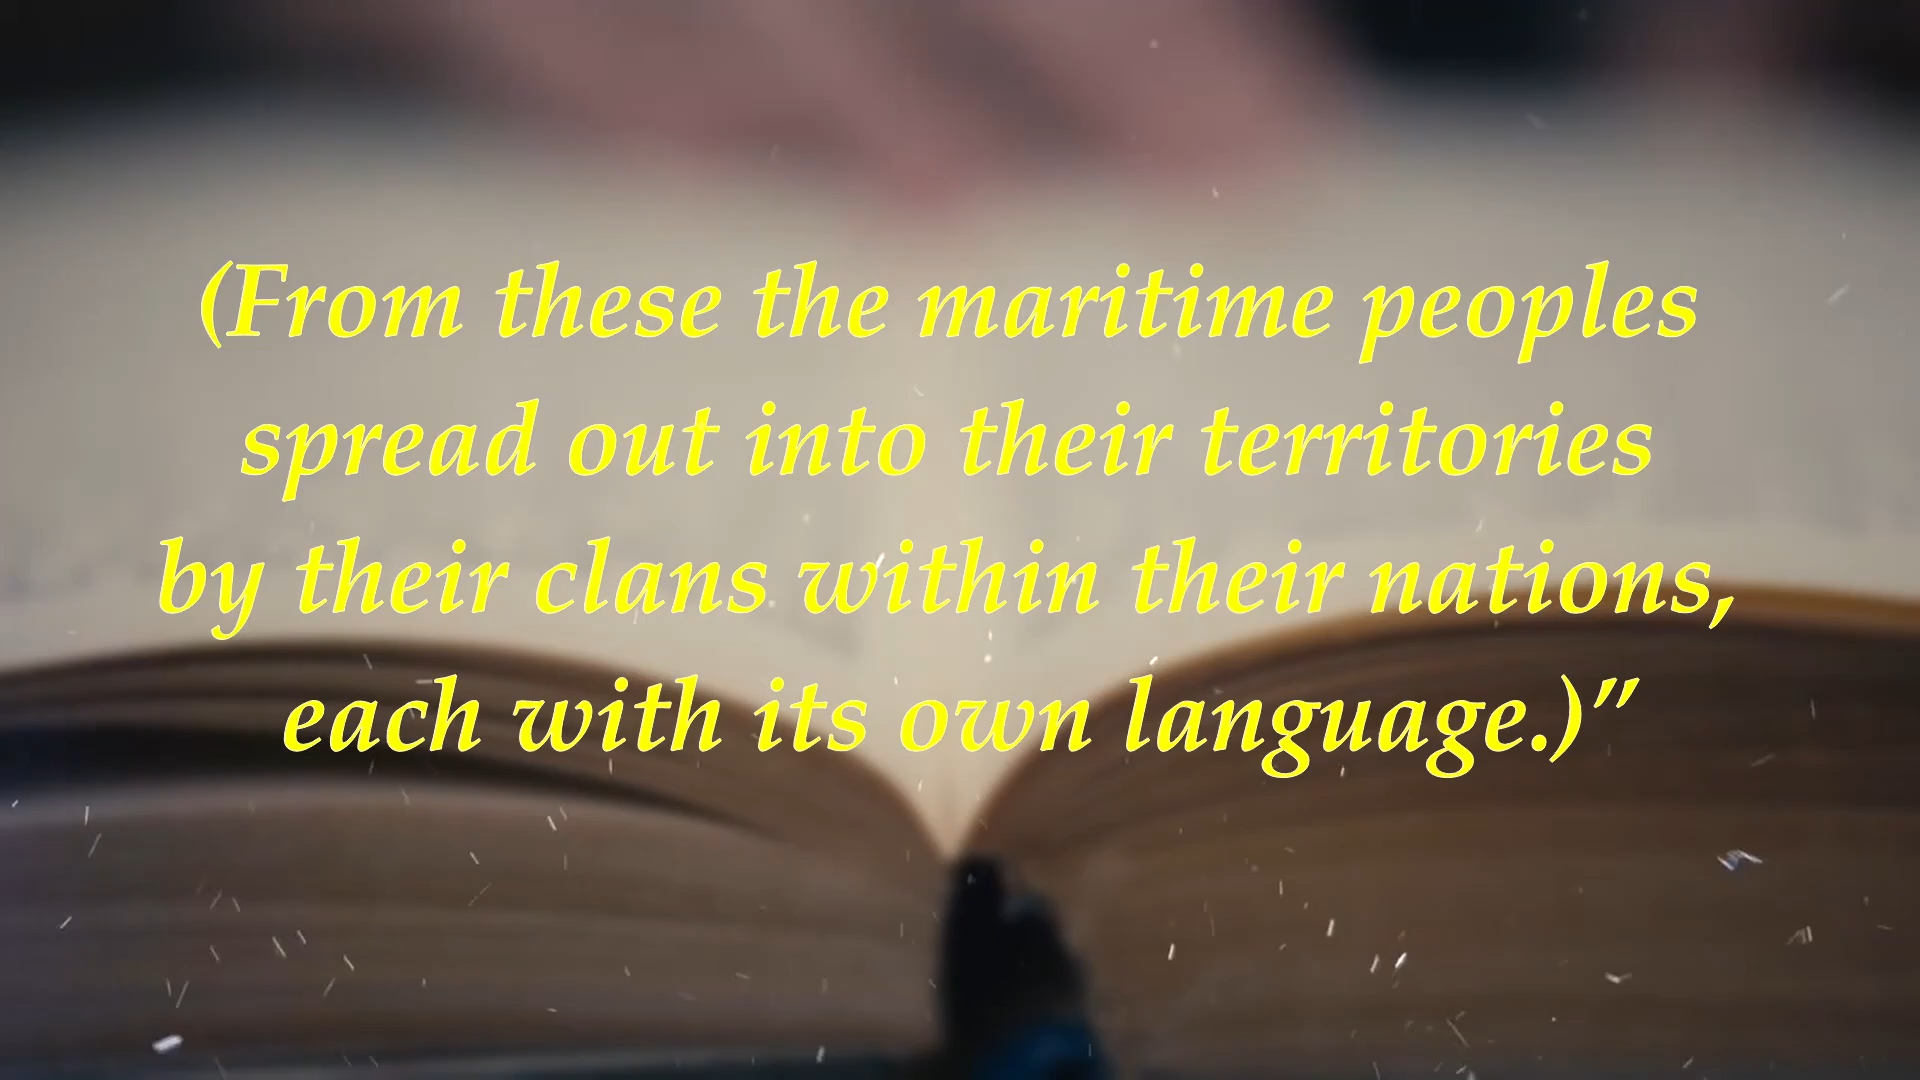 (From these the maritime peoples
spread out into their territories
by their clans within their nations,
each with its own language.)”